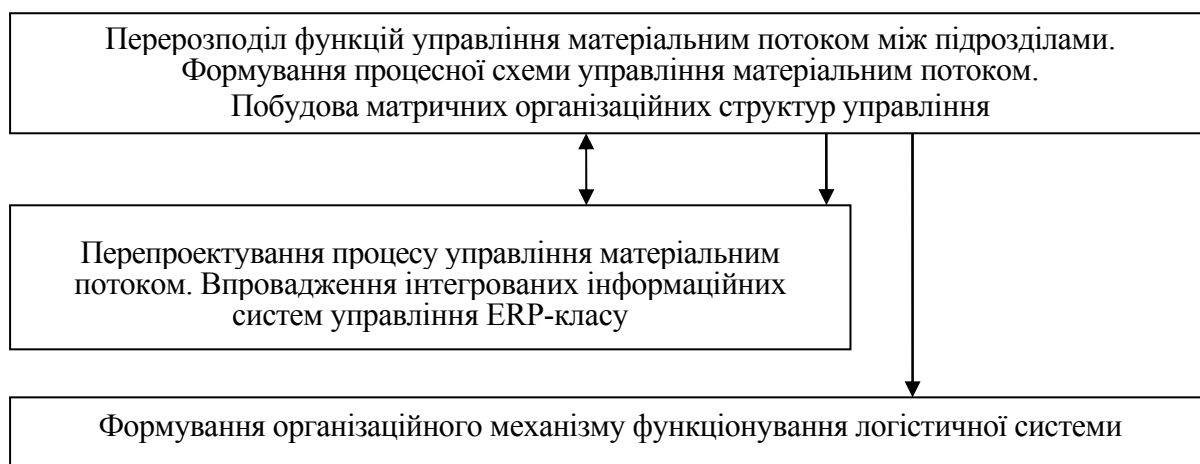 Перерозподіл функцій управління матеріальним потоком між підрозділами.
Формування процесної схеми управління матеріальним потоком.
Побудова матричних організаційних структур управління
Перепроектування процесу управління матеріальним
потоком. Впровадження інтегрованих інформаційних
систем управління ERP-класу
Формування організаційного механізму функціонування логістичної системи